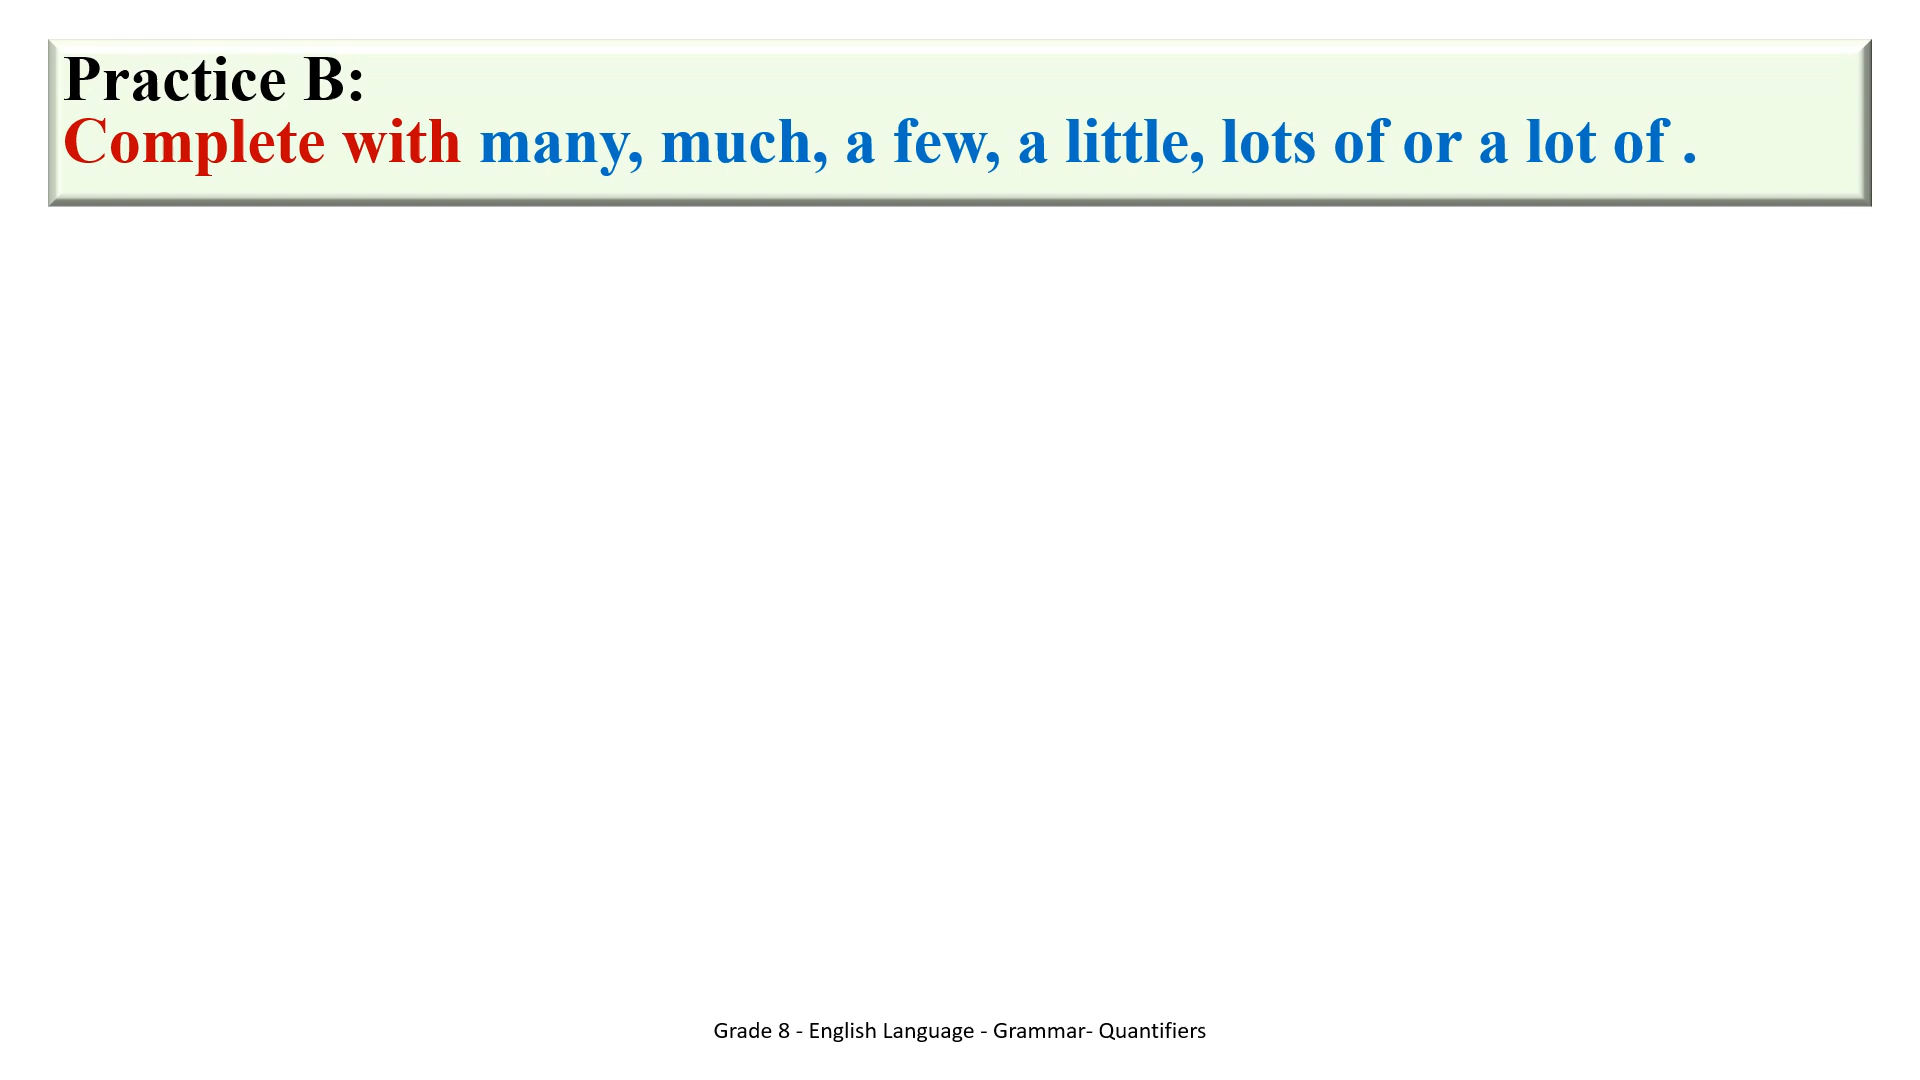 Practice B:
Complete with many, much, a few, a little, lots of or a lot of .
Grade 8 - English Language - Grammar- Quantifiers